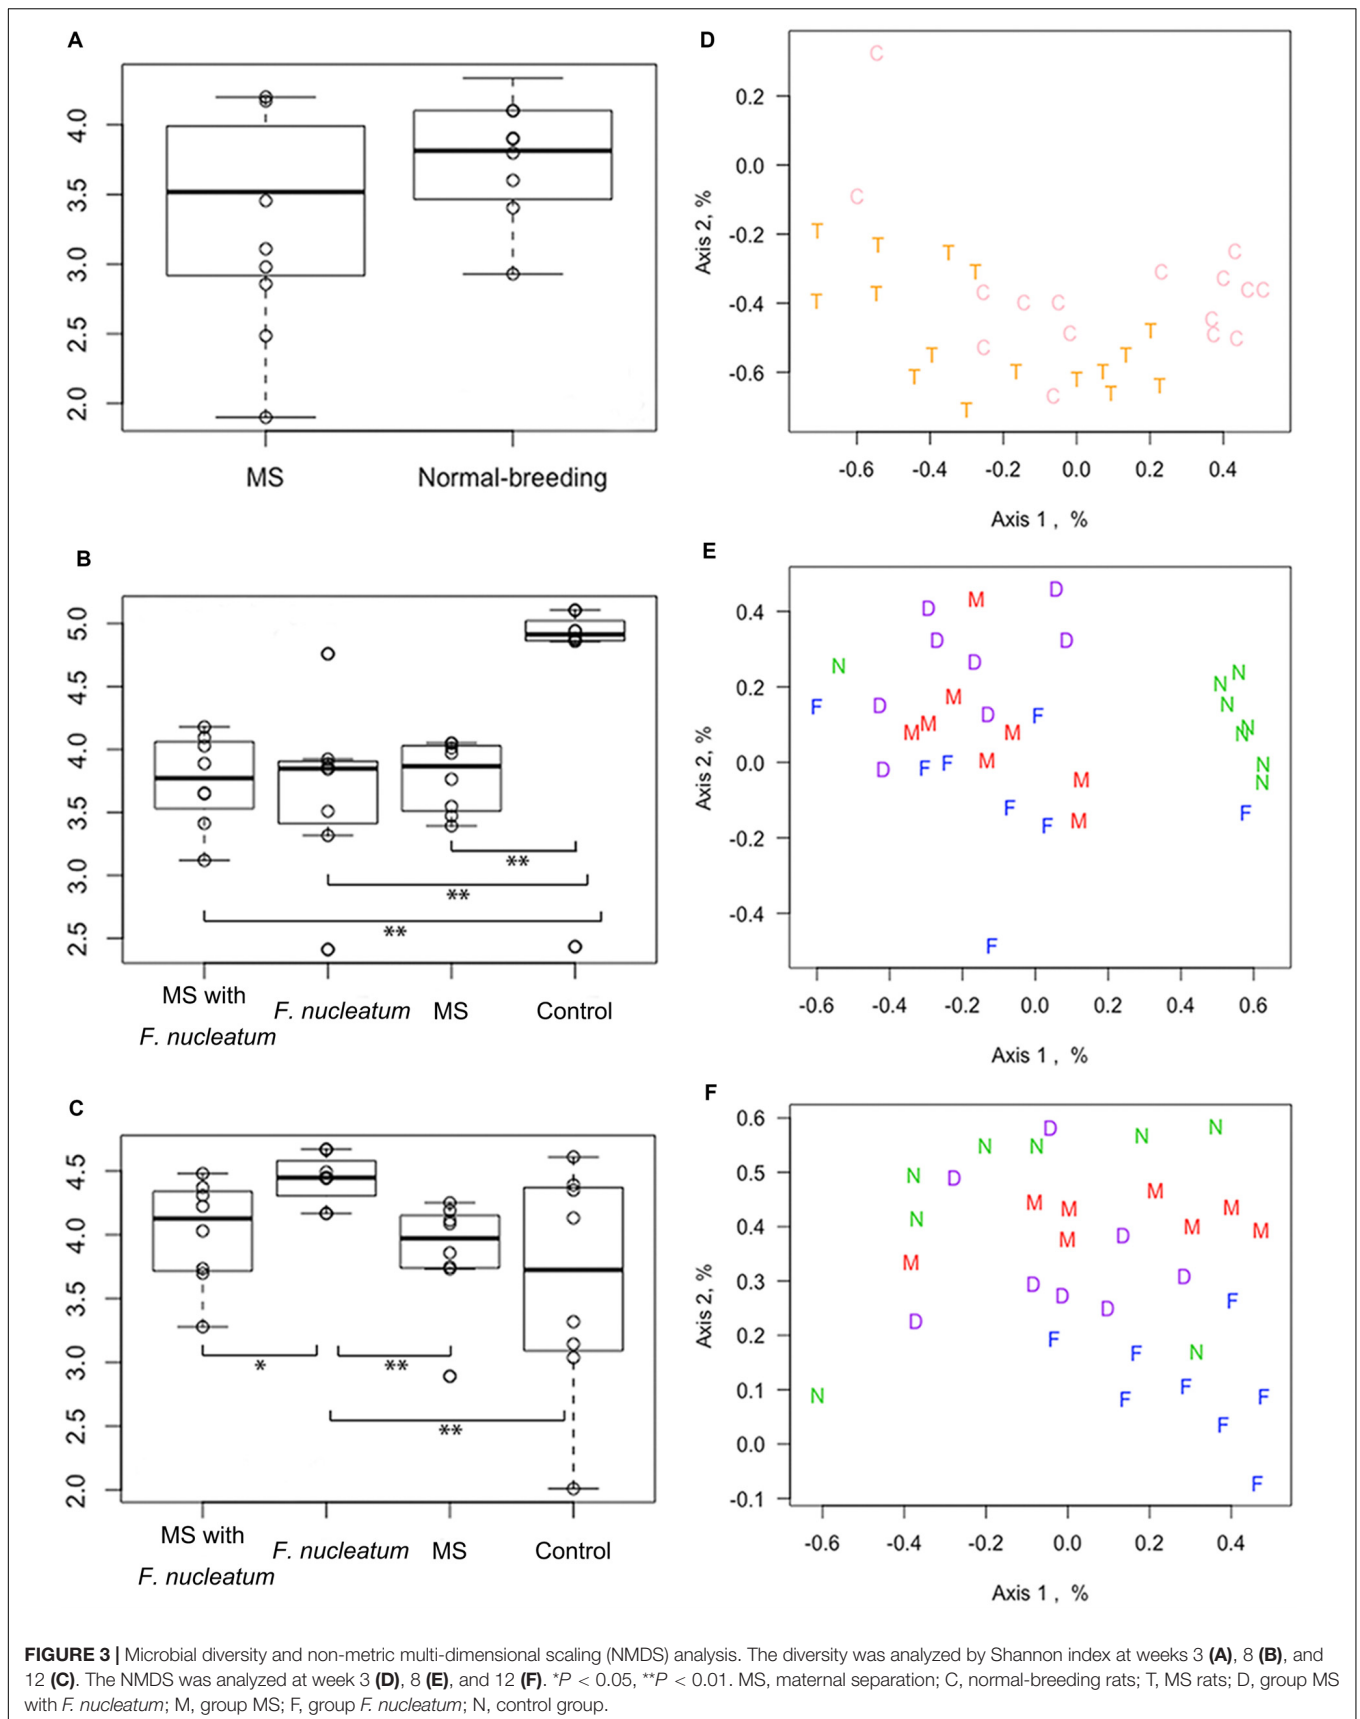 A
4.0
3.5
3.0
2.5
2.0
MS
Normal-breeding
D
0.2
0.0
-0.2
-0.4
-0.6
Axis 2, %
C
C
T
T
T
C
C
T
C
T
T
C
C
C
C
C
C
C
T
C
C
C
T
C
T
T
T
T
T
T
T
T
C
T
-0.6
-0.4
-0.2
0.0
0.2
0.4
Axis 1 , %
B
5.0
4.5
4.0
3.5
3.0
2.5
**
**
**
MS with
F. nucleatum
F. nucleatum
MS
Control
E
0.4
0.2
0.0
-0.2
-0.4
Axis 2, %
D
M
D
D
D
N
D
N
N
M
D
F
N
D
F
M
N
M
M
N
M
F
N
F
D
M
N
F
F
M
F
F
-0.6
-0.4
-0.2
0.0
0.2
0.4
0.6
Axis 1 , %
C
4.5
4.0
3.5
3.0
2.5
2.0
*
**
**
MS with
F. nucleatum
F. nucleatum
MS
Control
F
0.6
0.5
0.4
0.3
0.2
0.1
0.0
-0.1
Axis 2, %
N
D
N
N
N
N
D
M
M
M
M
N
M
M
D
M
M
D
D
D
F
D
D
F
F
N
F
N
F
F
F
F
-0.6
-0.4
-0.2
0.0
0.2
0.4
Axis 1 , %
FIGURE 3 | Microbial diversity and non-metric multi-dimensional scaling (NMDS) analysis. The diversity was analyzed by Shannon index at weeks 3 (A), 8 (B), and
12 (C). The NMDS was analyzed at week 3 (D), 8 (E), and 12 (F). *P < 0.05, **P < 0.01. MS, maternal separation; C, normal-breeding rats; T, MS rats; D, group MS
with F. nucleatum; M, group MS; F, group F. nucleatum; N, control group.